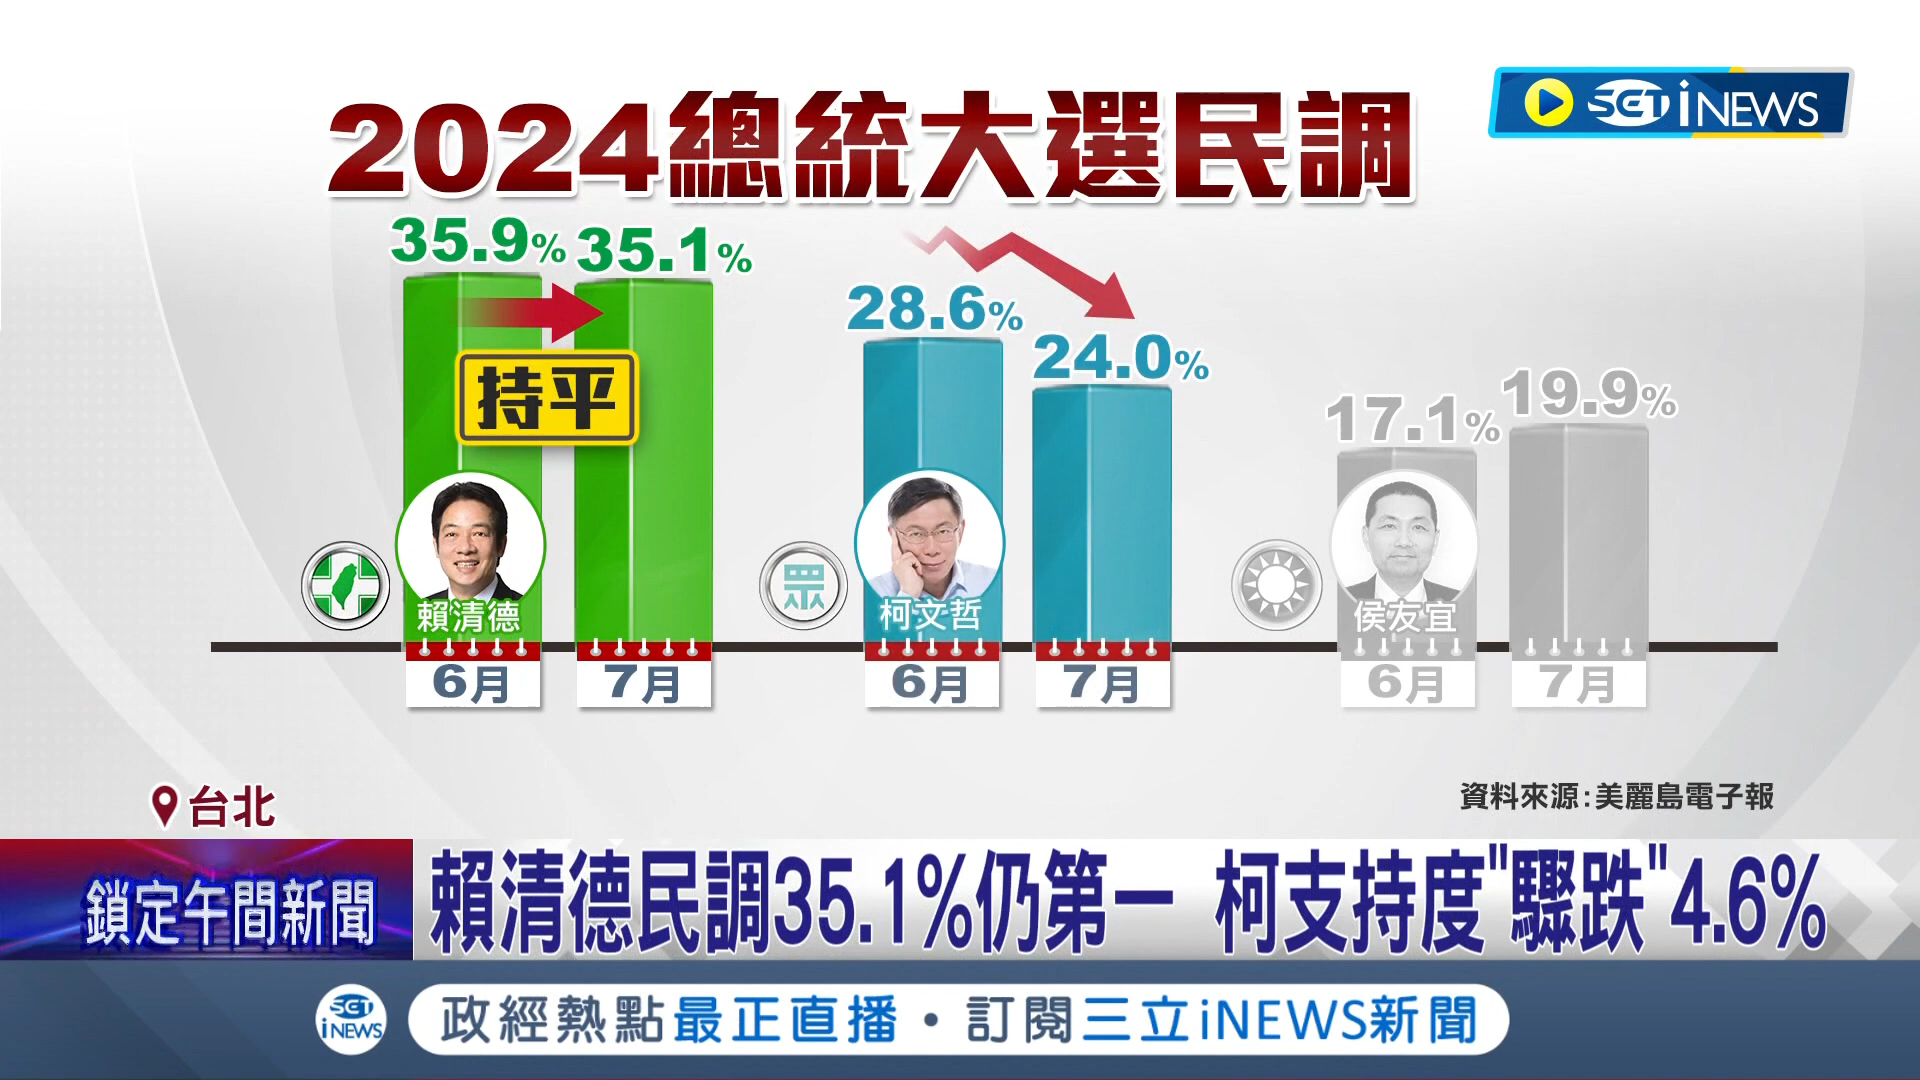 SET iNEWS
2024總統大選民調
35.9% 35.1%
28.6%
24.0%
17.1% 19.9%
持平
眾
賴清德
柯文哲
侯友宜
6月 7月 6月 7月 6月 7月
資料來源:美麗島電子報
台北
鎖定午間新聞
賴清德民調35.1%仍第一 柯支持度"驟跌"4.6%
SET iNEWS
政經熱點最正直播・訂閱三立iNEWS新聞